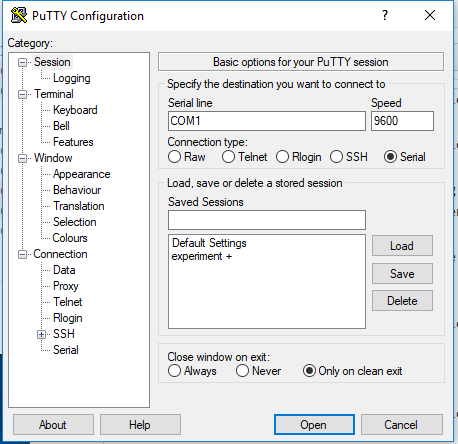 PuTTY Configuration
Category:
Session
Logging
Terminal
Keyboard
Bell
Features
Window
Appearance
Behaviour
Translation
Selection
Colours
Connection
Data
Proxy
Telnet
Rlogin
SSH
Serial
Basic options for your PuTTY session
Specify the destination you want to connect to
Serial line Speed
COM1 9600
Connection type:
Raw Telnet Rlogin SSH Serial
Load, save or delete a stored session
Saved Sessions
Default Settings
experiment +
Load
Save
Delete
Close window on exit:
Always Never Only on clean exit
About Help Open Cancel